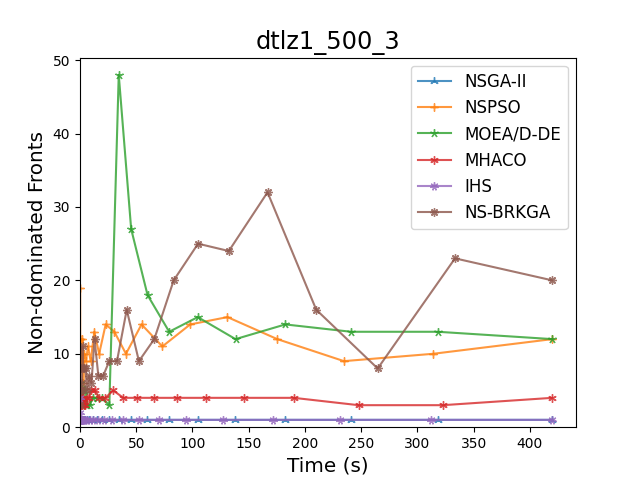 dtlz1_500_3
Non-dominated Fronts
50
40
30
20
10
0
NSGA-II
NSPSO
MOEA/D-DE
MHACO
IHS
NS-BRKGA
0 50 100 150 200 250 300 350 400
Time (s)